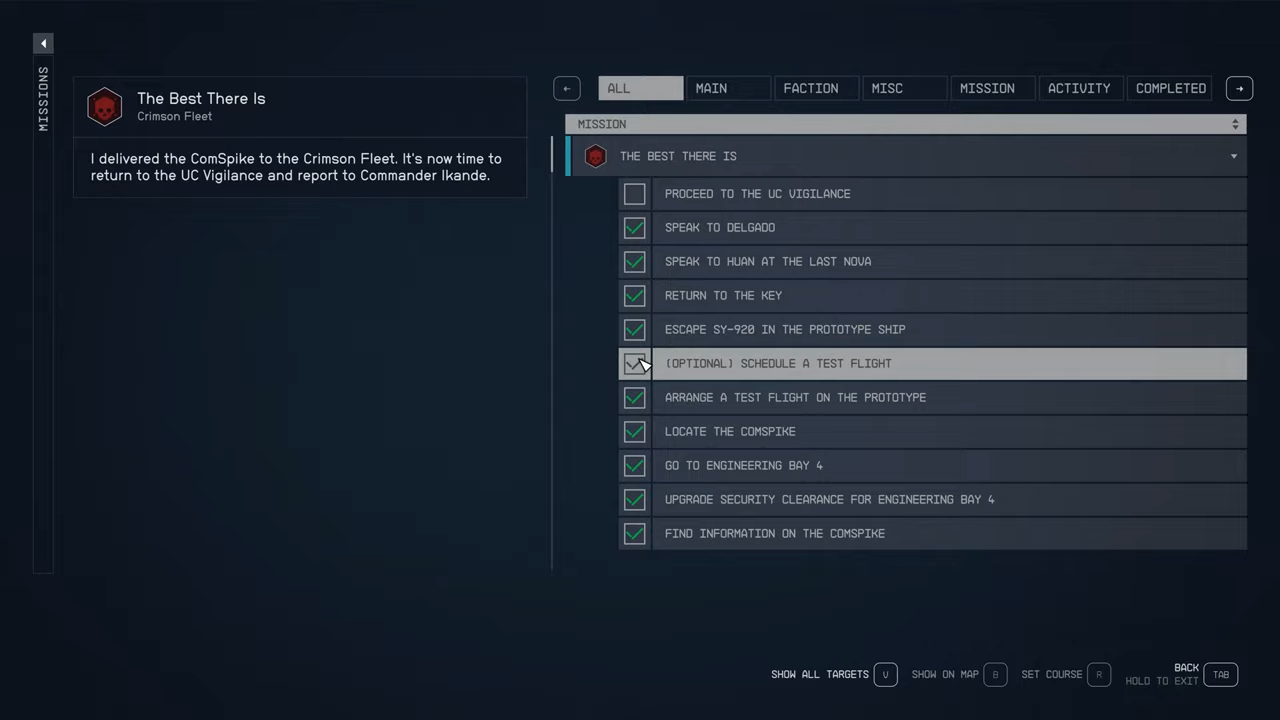 MISSIONS
The Best There Is
Crimson Fleet
I delivered the ComSpike to the Crimson Fleet. It's now time to
return to the UC Vigilance and report to Commander Ikande.
ALL
MAIN
FACTION
MISC
MISSION
ACTIVITY
COMPLETED
MISSION
THE BEST THERE IS
PROCEED TO THE UC VIGILANCE
SPEAK TO DELGADO
SPEAK TO HUAN AT THE LAST NOVA
RETURN TO THE KEY
ESCAPE SY-920 IN THE PROTOTYPE SHIP
(OPTIONAL) SCHEDULE A TEST FLIGHT
ARRANGE A TEST FLIGHT ON THE PROTOTYPE
LOCATE THE COMSPIKE
GO TO ENGINEERING BAY 4
UPGRADE SECURITY CLEARANCE FOR ENGINEERING BAY 4
FIND INFORMATION ON THE COMSPIKE
SHOW ALL TARGETS V
SHOW ON MAP B
SET COURSE R
BACK
HOLD TO EXIT
TAB